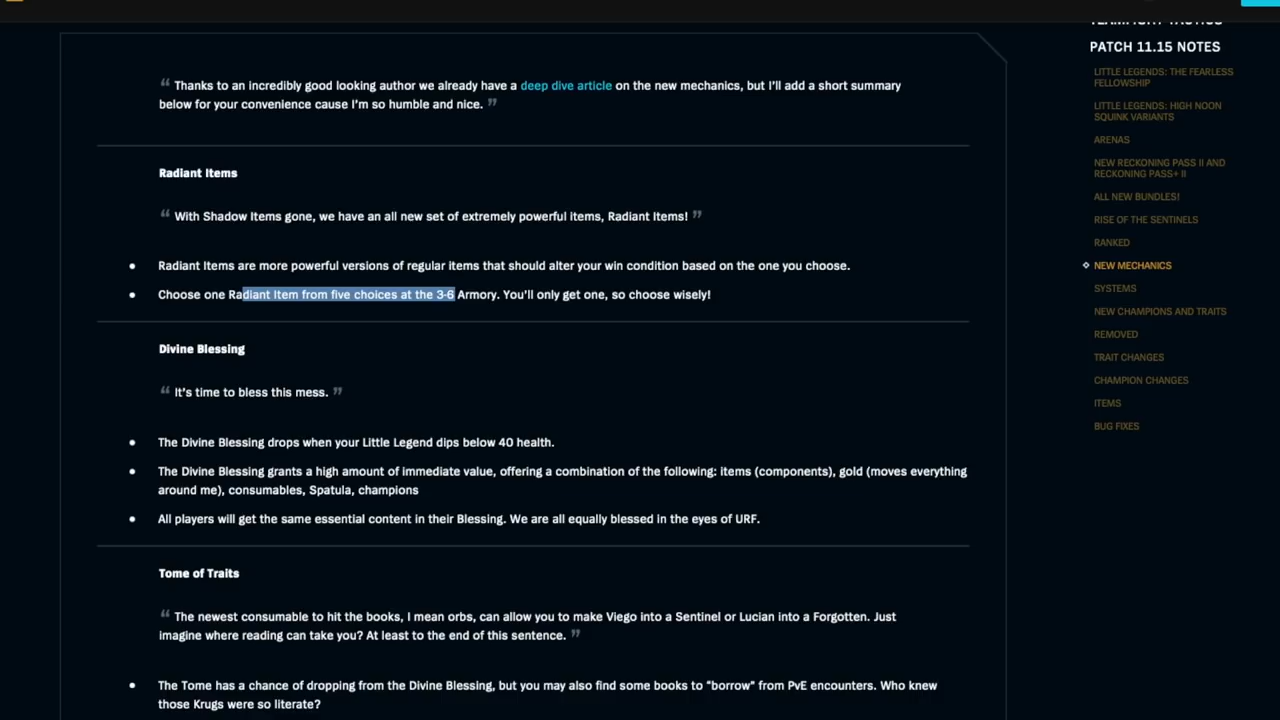 TEAMFIGHT TACTICS
PATCH 11.15 NOTES
LITTLE LEGENDS: THE FEARLESS
FELLOWSHIP
LITTLE LEGENDS: HIGH NOON
SQUINK VARIANTS
ARENAS
NEW RECKONING PASS II AND
RECKONING PASS+ II
ALL NEW BUNDLES!
RISE OF THE SENTINELS
RANKED
NEW MECHANICS
SYSTEMS
NEW CHAMPIONS AND TRAITS
REMOVED
TRAIT CHANGES
CHAMPION CHANGES
ITEMS
BUG FIXES
“ Thanks to an incredibly good looking author we already have a deep dive article on the new mechanics, but I’ll add a short summary
below for your convenience cause I’m so humble and nice. ”
Radiant Items
“ With Shadow Items gone, we have an all new set of extremely powerful items, Radiant Items! ”
• Radiant Items are more powerful versions of regular items that should alter your win condition based on the one you choose.
• Choose one Radiant Item from five choices at the 3-6 Armory. You’ll only get one, so choose wisely!
Divine Blessing
“ It’s time to bless this mess. ”
• The Divine Blessing drops when your Little Legend dips below 40 health.
• The Divine Blessing grants a high amount of immediate value, offering a combination of the following: items (components), gold (moves everything
around me), consumables, Spatula, champions
• All players will get the same essential content in their Blessing. We are all equally blessed in the eyes of URF.
Tome of Traits
“ The newest consumable to hit the books, I mean orbs, can allow you to make Viego into a Sentinel or Lucian into a Forgotten. Just
imagine where reading can take you? At least to the end of this sentence. ”
• The Tome has a chance of dropping from the Divine Blessing, but you may also find some books to “borrow” from PvE encounters. Who knew
those Krugs were so literate?